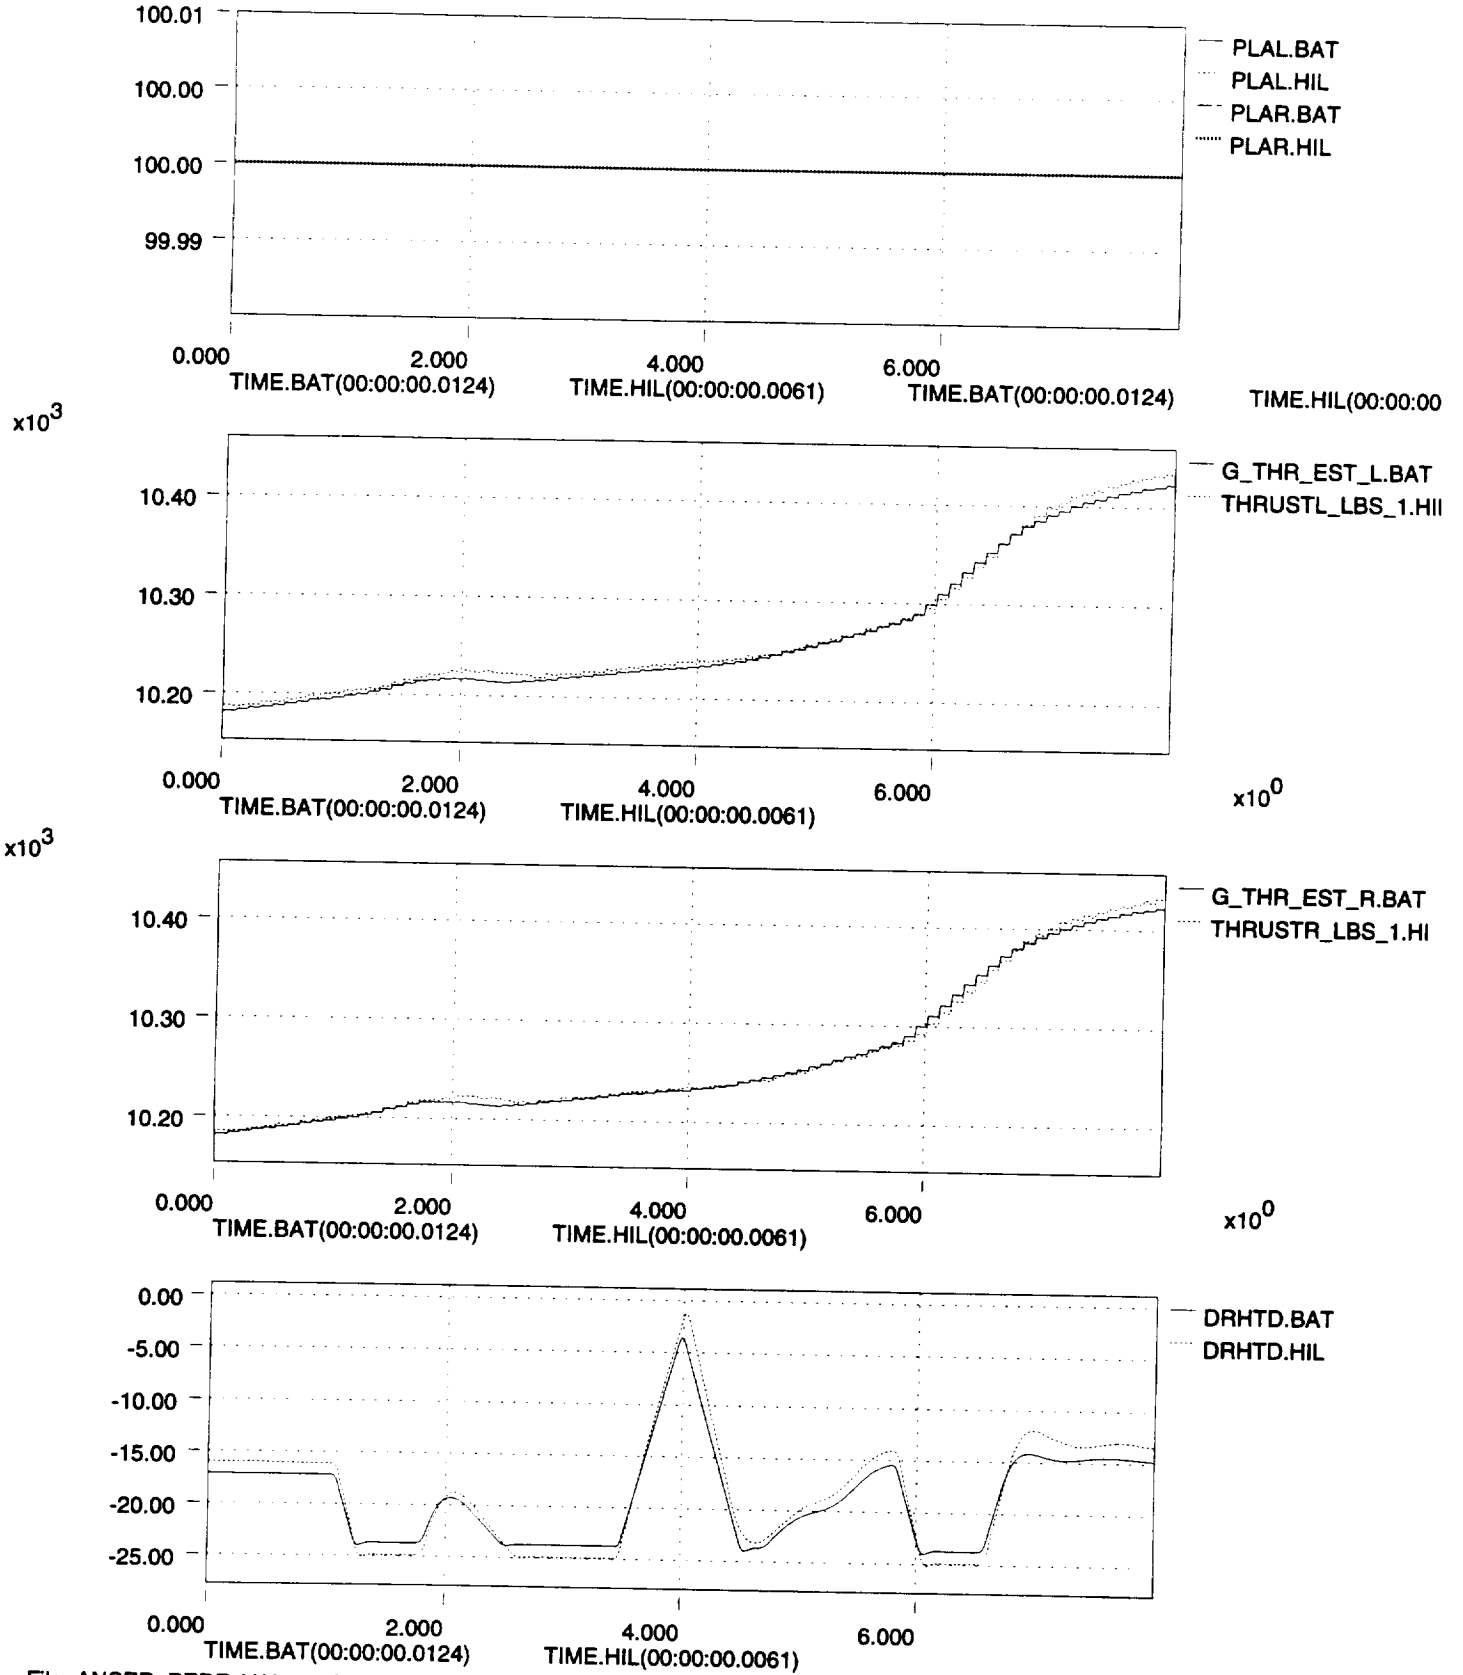 100.01
100.00
100.00
99.99
PLAL.BAT
PLAL.HIL
PLAR.BAT
PLAR.HIL
0.000 2.000 4.000 6.000
TIME.BAT(00:00:00.0124) TIME.HIL(00:00:00.0061) TIME.BAT(00:00:00.0124) TIME.HIL(00:00:00
x10^3
10.40
10.30
10.20
G_THR_EST_L.BAT
THRUSTL_LBS_1.HII
0.000 2.000 4.000 6.000 x10^0
TIME.BAT(00:00:00.0124) TIME.HIL(00:00:00.0061)
x10^3
10.40
10.30
10.20
G_THR_EST_R.BAT
THRUSTR_LBS_1.HI
0.000 2.000 4.000 6.000 x10^0
TIME.BAT(00:00:00.0124) TIME.HIL(00:00:00.0061)
0.00
-5.00
-10.00
-15.00
-20.00
-25.00
DRHTD.BAT
DRHTD.HIL
0.000 2.000 4.000 6.000
TIME.BAT(00:00:00.0124) TIME.HIL(00:00:00.0061)